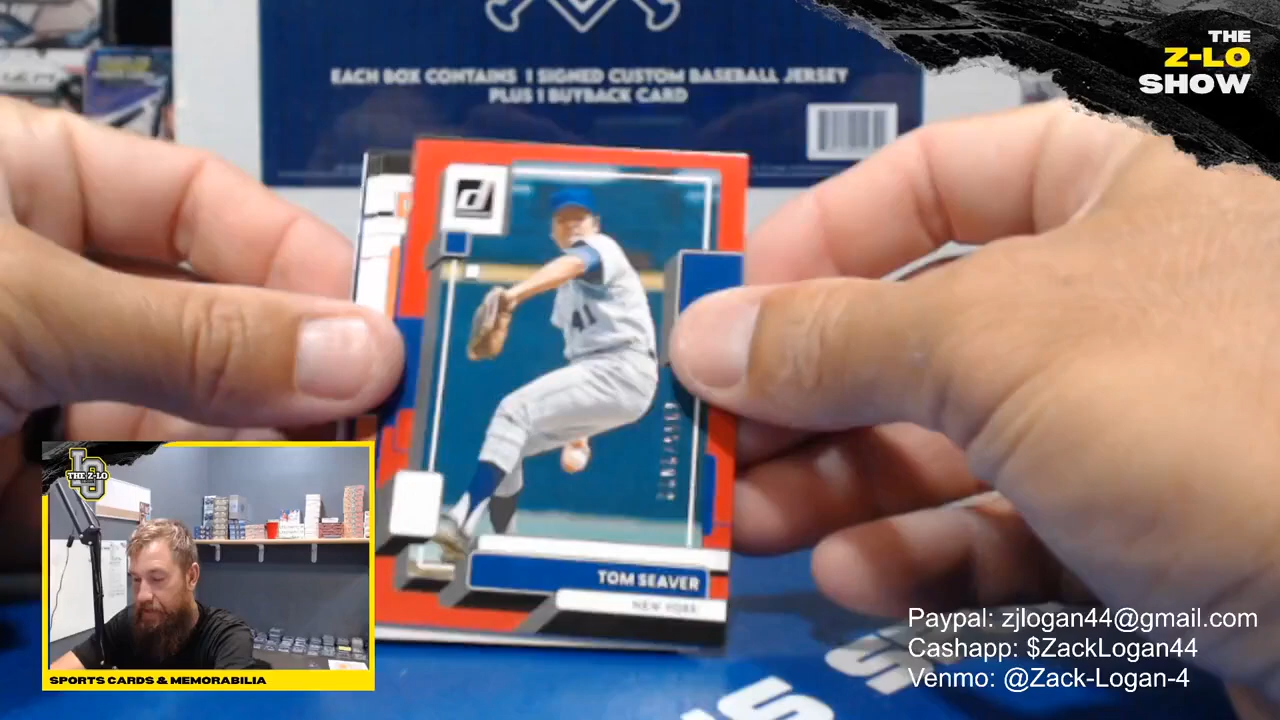 EACH BOX CONTAINS 1 SIGNED CUSTOM BASEBALL JERSEY
PLUS 1 BUYBACK CARD
THE
Z-LO
SHOW
d
41
TOM SEAVER
NEW YORK
THE Z-LO
SPORTS CARDS & MEMORABILIA
Paypal: zjlogan44@gmail.com
Cashapp: $ZackLogan44
Venmo: @Zack-Logan-4